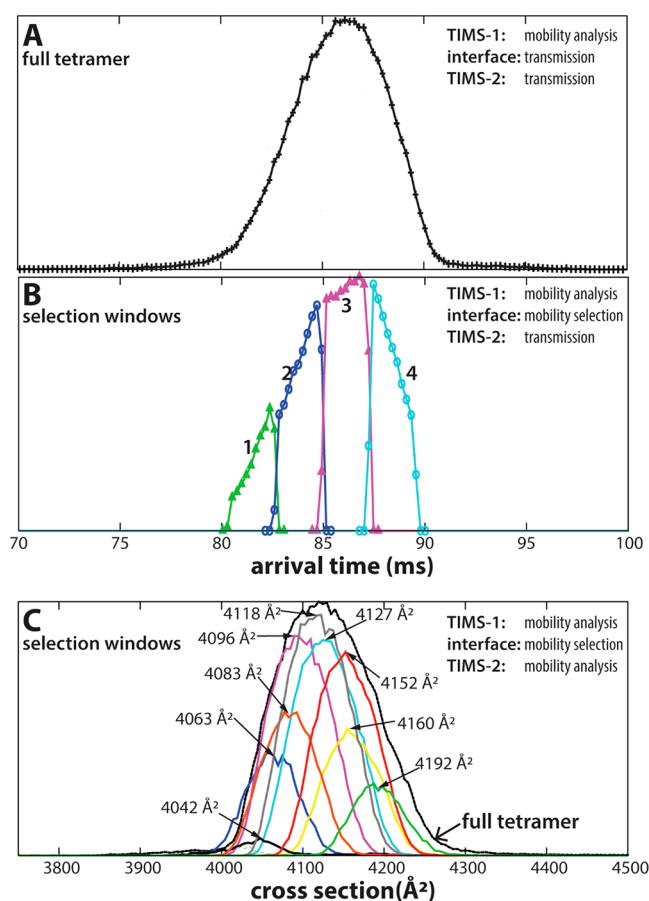 A
full tetramer
TIMS-1: mobility analysis
interface: transmission
TIMS-2: transmission
B
selection windows
TIMS-1: mobility analysis
interface: mobility selection
TIMS-2: transmission
1
2
3
4
70 75 80 85 90 95 100
arrival time (ms)
C
selection windows
TIMS-1: mobility analysis
interface: mobility selection
TIMS-2: mobility analysis
4118 Å²
4127 Å²
4096 Å²
4152 Å²
4083 Å²
4063 Å²
4160 Å²
4192 Å²
4042 Å²
full tetramer
3800 3900 4000 4100 4200 4300 4400 4500
cross section(Å²)